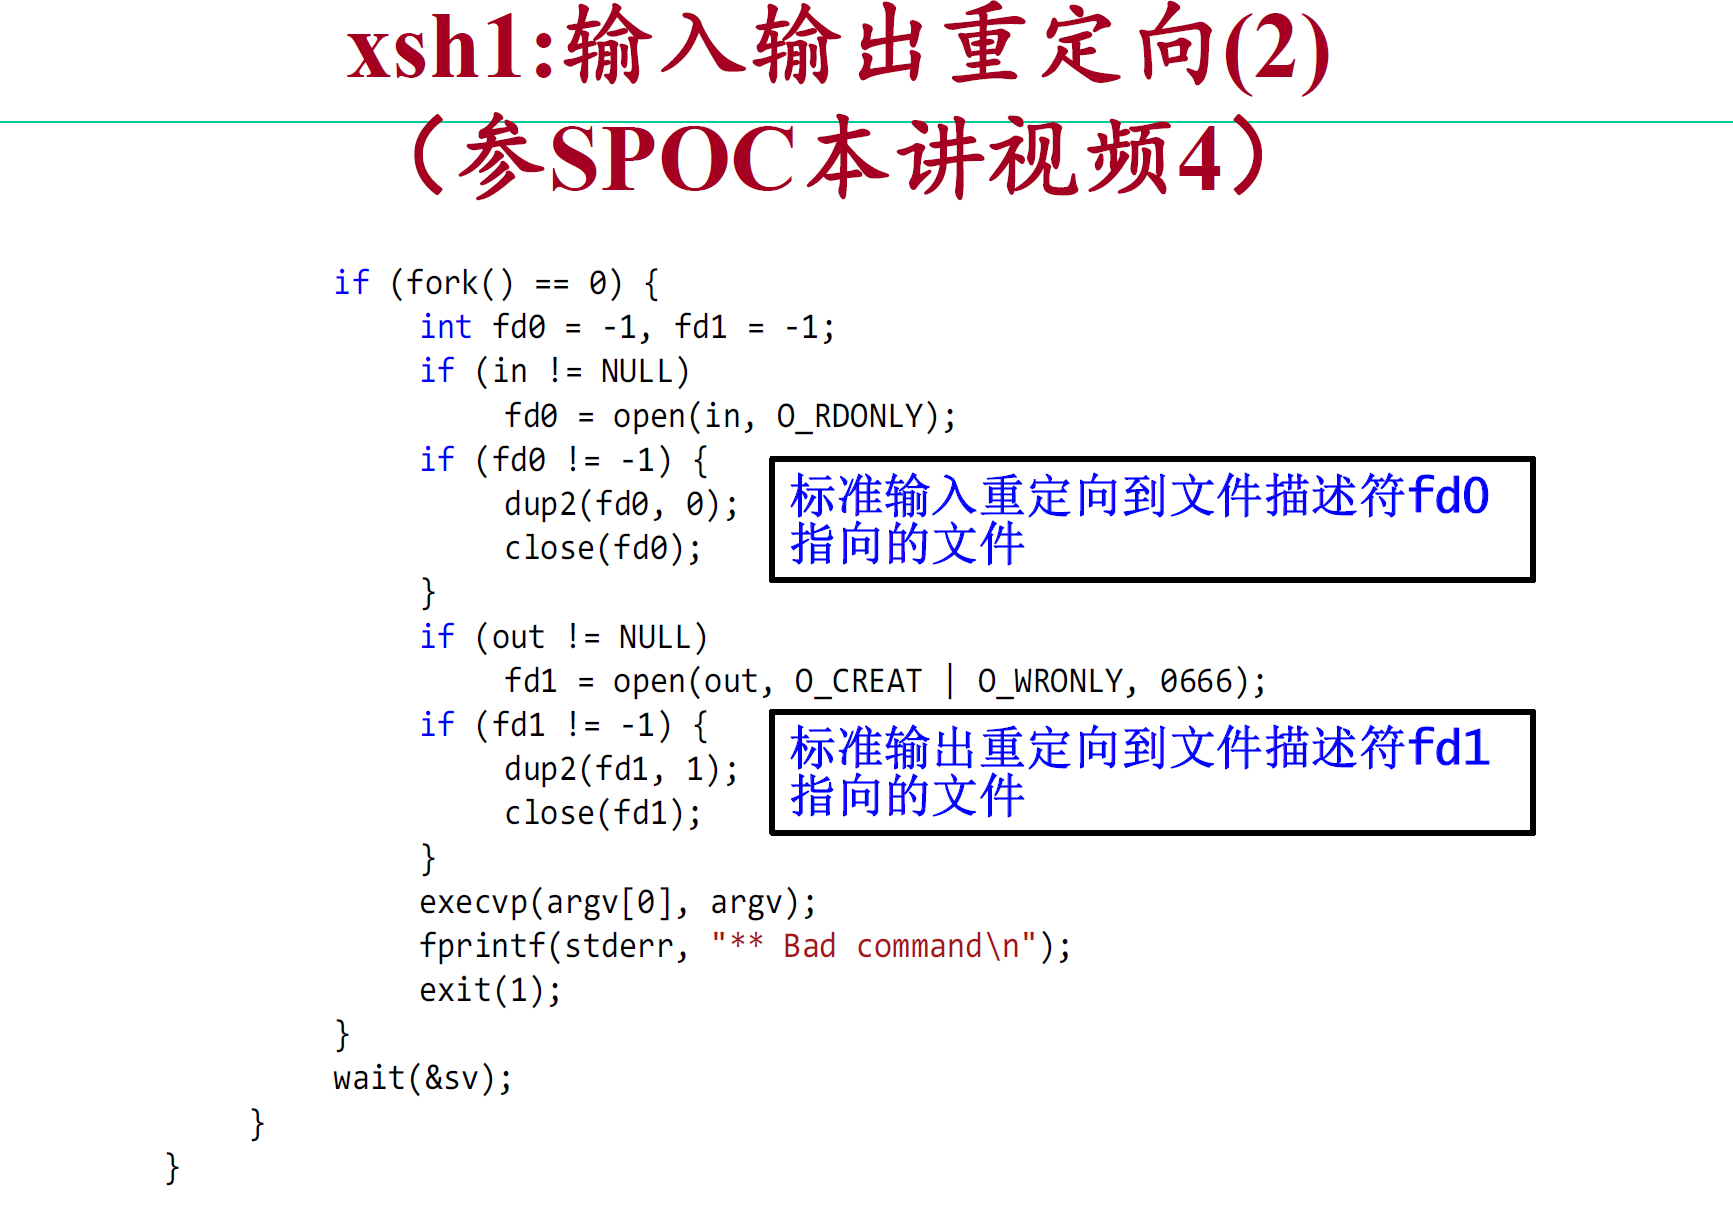 xsh1:输入输出重定向(2)
（参SPOC本讲视频4）
if (fork() == 0) {
int fd0 = -1, fd1 = -1;
if (in != NULL)
fd0 = open(in, O_RDONLY);
if (fd0 != -1) {
dup2(fd0, 0);
close(fd0);
}
标准输入重定向到文件描述符fd0
指向的文件
if (out != NULL)
fd1 = open(out, O_CREAT | O_WRONLY, 0666);
if (fd1 != -1) {
dup2(fd1, 1);
close(fd1);
}
标准输出重定向到文件描述符fd1
指向的文件
execvp(argv[0], argv);
fprintf(stderr, "** Bad command\n");
exit(1);
}
wait(&sv);
}
}